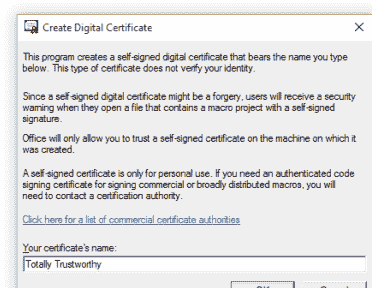 Create Digital Certificate
This program creates a self-signed digital certificate that bears the name you type
below. This type of certificate does not verify your identity.
Since a self-signed digital certificate might be a forgery, users will receive a security
warning when they open a file that contains a macro project with a self-signed
signature.
Office will only allow you to trust a self-signed certificate on the machine on which it
was created.
A self-signed certificate is only for personal use. If you need an authenticated code
signing certificate for signing commercial or broadly distributed macros, you will
need to contact a certification authority.
Click here for a list of commercial certificate authorities
Your certificate's name:
Totally Trustworthy